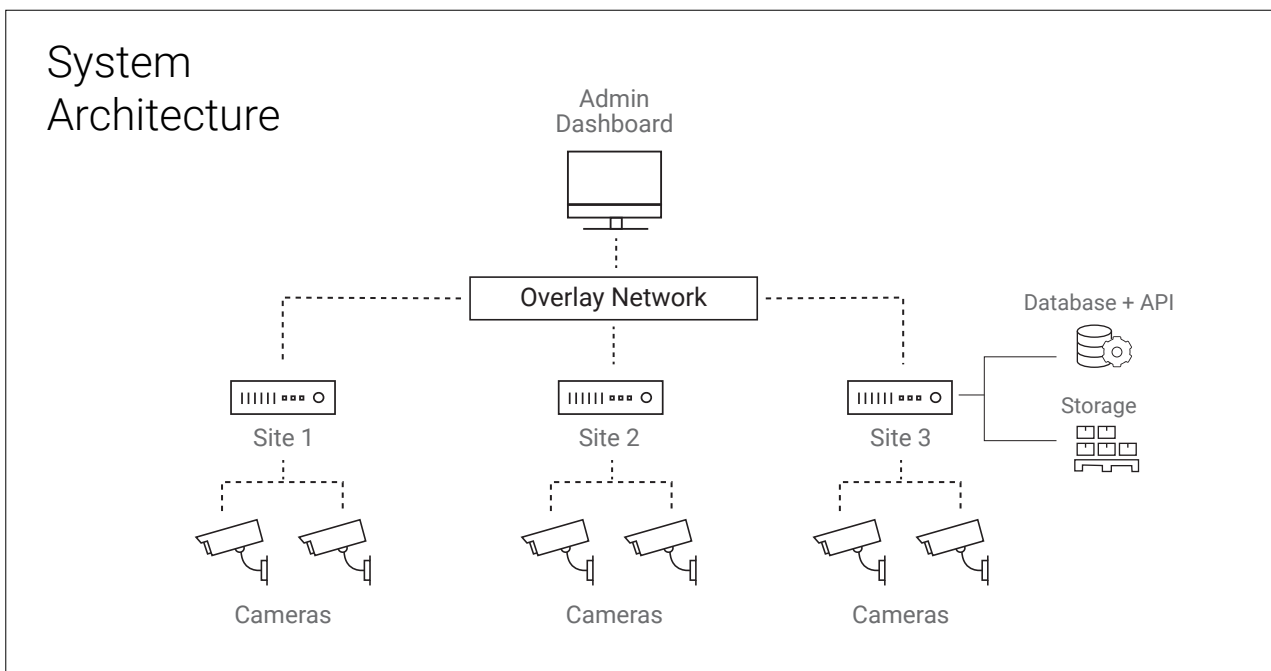 System
Architecture
Admin
Dashboard
Overlay Network
Database + API
Storage
Site 1
Site 2
Site 3
Cameras
Cameras
Cameras